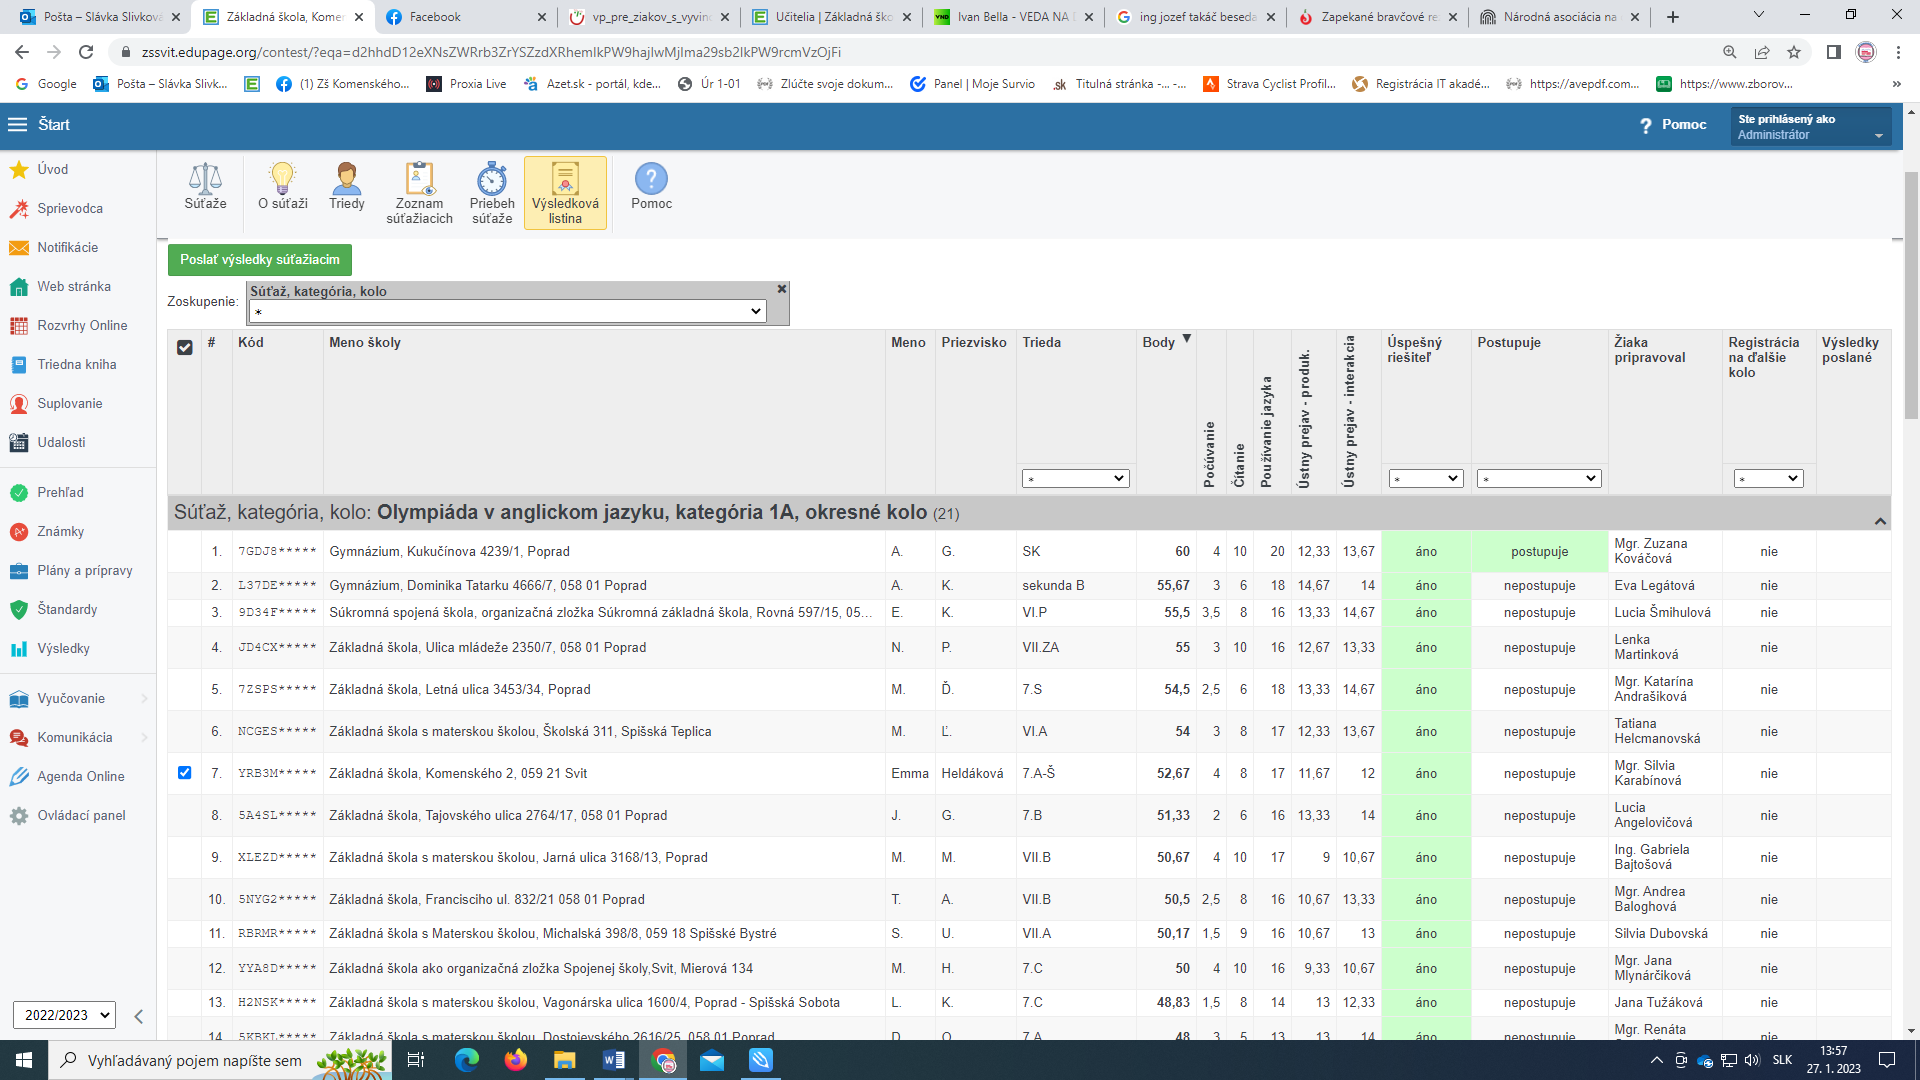 Pošta – Slávka Slivková
Základná škola, Komen
Facebook
vp_pre_ziakov_s_vyvin
Učitelia | Základná ško
Ivan Bella - VEDA NA
ing jozef takáč beseda
Zapekané bravčové re
Národná asociácia na
zssvit.edupage.org/contest/?eqa=d2hhdD12eXNsZWRrb3ZrYSZzdXRhemlkPW9hajlwMjlma29sb2lkPW9rcmVzOjFi
Google
Pošta – Slávka Slivk...
(1) Zš Komenského...
Proxia Live
Azet.sk - portál, kde...
Úr 1-01
Zlúčte svoje dokum...
Panel | Moje Survio
.sk Titulná stránka -... -...
Strava Cyclist Profil...
Registrácia IT akadé...
https://avepdf.com...
https://www.zborov...
»
Štart
? Pomoc
Ste prihlásený ako
Administrátor
Úvod
Sprievodca
Notifikácie
Web stránka
Rozvrhy Online
Triedna kniha
Suplovanie
Udalosti
Prehľad
Známky
Plány a prípravy
Štandardy
Výsledky
Vyučovanie
Komunikácia
Agenda Online
Ovládací panel
2022/2023
Súťaže
O súťaži
Triedy
Zoznam
súťažiacich
Priebeh
súťaže
Výsledková
listina
Pomoc
Poslať výsledky súťažiacim
Zoskupenie:
Súťaž, kategória, kolo
*
# Kód Meno školy Meno Priezvisko Trieda Body Počúvanie Čítanie Používanie jazyka Ústny prejav - produk. Ústny prejav - interakcia
Úspešný
riešiteľ
Postupuje
Žiaka
pripravoval
Registrácia
na ďalšie
kolo
Výsledky
poslané
* * * *
Súťaž, kategória, kolo: Olympiáda v anglickom jazyku, kategória 1A, okresné kolo (21)
1. 7GDJ8***** Gymnázium, Kukučínova 4239/1, Poprad A. G. SK 60 4 10 20 12,33 13,67 áno postupuje Mgr. Zuzana Kováčová nie
2. L37DE***** Gymnázium, Dominika Tatarku 4666/7, 058 01 Poprad A. K. sekunda B 55,67 3 6 18 14,67 14 áno nepostupuje Eva Legátová nie
3. 9D34F***** Súkromná spojená škola, organizačná zložka Súkromná základná škola, Rovná 597/15, 05... E. K. VI.P 55,5 3,5 8 16 13,33 14,67 áno nepostupuje Lucia Šmihulová nie
4. JD4CX***** Základná škola, Ulica mládeže 2350/7, 058 01 Poprad N. P. VII.ZA 55 3 10 16 12,67 13,33 áno nepostupuje Lenka Martinková nie
5. 7ZSPS***** Základná škola, Letná ulica 3453/34, Poprad M. Ď. 7.S 54,5 2,5 6 18 13,33 14,67 áno nepostupuje Mgr. Katarína Andrašiková nie
6. NCGES***** Základná škola s materskou školou, Školská 311, Spišská Teplica M. Ľ. VI.A 54 3 8 17 12,33 13,67 áno nepostupuje Tatiana Helcmanovská nie
7. YRB3M***** Základná škola, Komenského 2, 059 21 Svit Emma Heldáková 7.A-Š 52,67 4 8 17 11,67 12 áno nepostupuje Mgr. Silvia Karabínová nie
8. 5A4SL***** Základná škola, Tajovského ulica 2764/17, 058 01 Poprad J. G. 7.B 51,33 2 6 16 13,33 14 áno nepostupuje Lucia Angelovičová nie
9. XLEZD***** Základná škola s materskou školou, Jarná ulica 3168/13, Poprad M. M. VII.B 50,67 4 10 17 9 10,67 áno nepostupuje Ing. Gabriela Bajtošová nie
10. 5NYG2***** Základná škola, Francisciho ul. 832/21 058 01 Poprad T. A. VII.B 50,5 2,5 8 16 10,67 13,33 áno nepostupuje Mgr. Andrea Baloghová nie
11. RBRMR***** Základná škola s Materskou školou, Michalská 398/8, 059 18 Spišské Bystré S. U. VII.A 50,17 1,5 9 16 10,67 13 áno nepostupuje Silvia Dubovská nie
12. YYA8D***** Základná škola ako organizačná zložka Spojenej školy,Svit, Mierová 134 M. H. 7.C 50 4 10 16 9,33 10,67 áno nepostupuje Mgr. Jana Mlynárčiková nie
13. H2NSK***** Základná škola s materskou školou, Vagonárska ulica 1600/4, Poprad - Spišská Sobota L. K. 7.C 48,83 1,5 8 14 13 12,33 áno nepostupuje Jana Tužáková nie
14. 5KBKL***** Základná škola s materskou školou, Dostojevského 2616/25, 058 01 Poprad D. O. 7.A 48 3 5 13 13 14 áno nepostupuje Mgr. Renáta nie
Vyhľadávaný pojem napíšte sem
SLK
13:57
27. 1. 2023